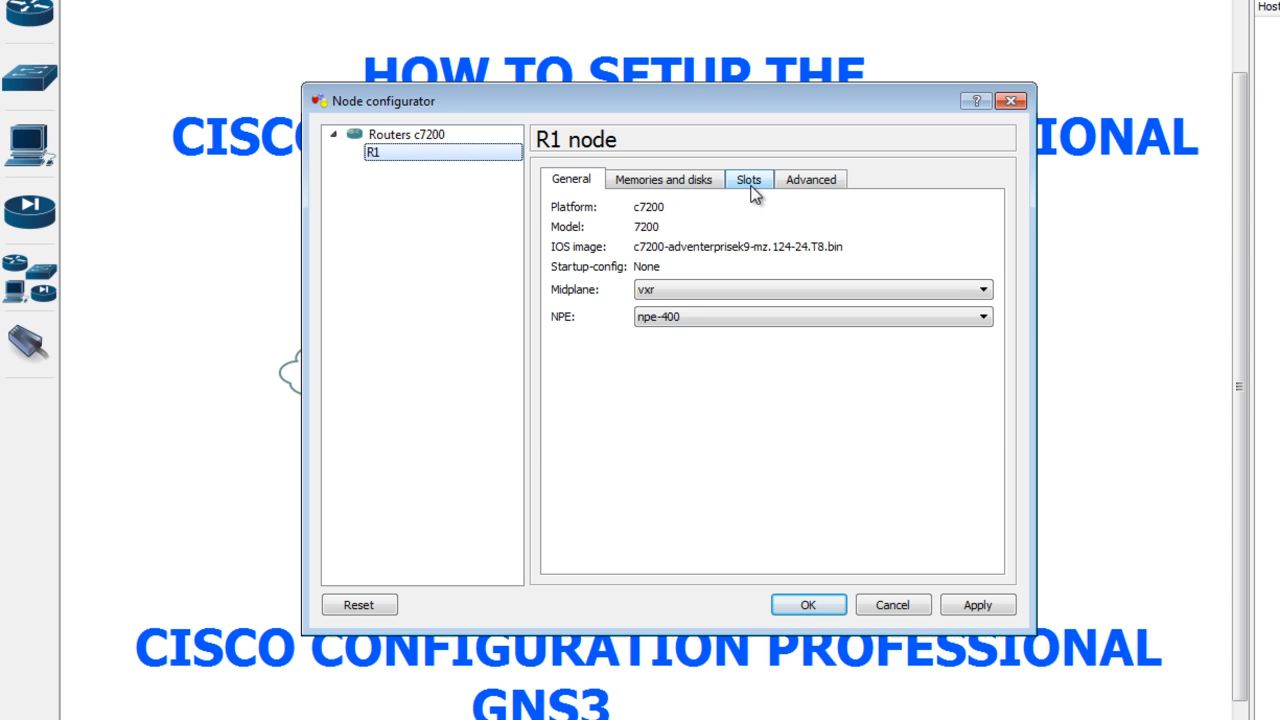 Host
HOW TO SETUP THE
CISCO
IONAL
Node configurator
Routers c7200
R1
R1 node
General
Memories and disks
Slots
Advanced
Platform: c7200
Model: 7200
IOS image: c7200-adventerprisek9-mz.124-24.T8.bin
Startup-config: None
Midplane: vxr
NPE: npe-400
Reset
OK
Cancel
Apply
CISCO CONFIGURATION PROFESSIONAL
GNS3